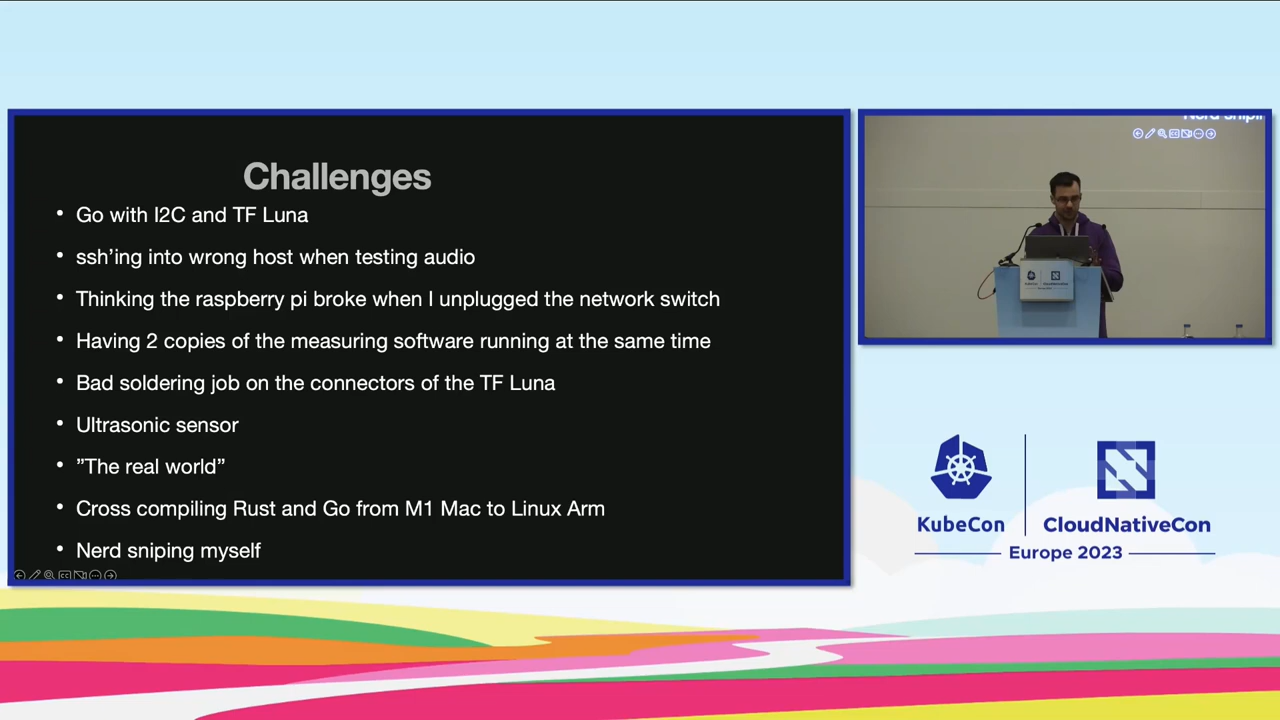 Challenges
• Go with I2C and TF Luna
• ssh’ing into wrong host when testing audio
• Thinking the raspberry pi broke when I unplugged the network switch
• Having 2 copies of the measuring software running at the same time
• Bad soldering job on the connectors of the TF Luna
• Ultrasonic sensor
• ”The real world”
• Cross compiling Rust and Go from M1 Mac to Linux Arm
• Nerd sniping myself
KubeCon
CloudNativeCon
Europe 2023